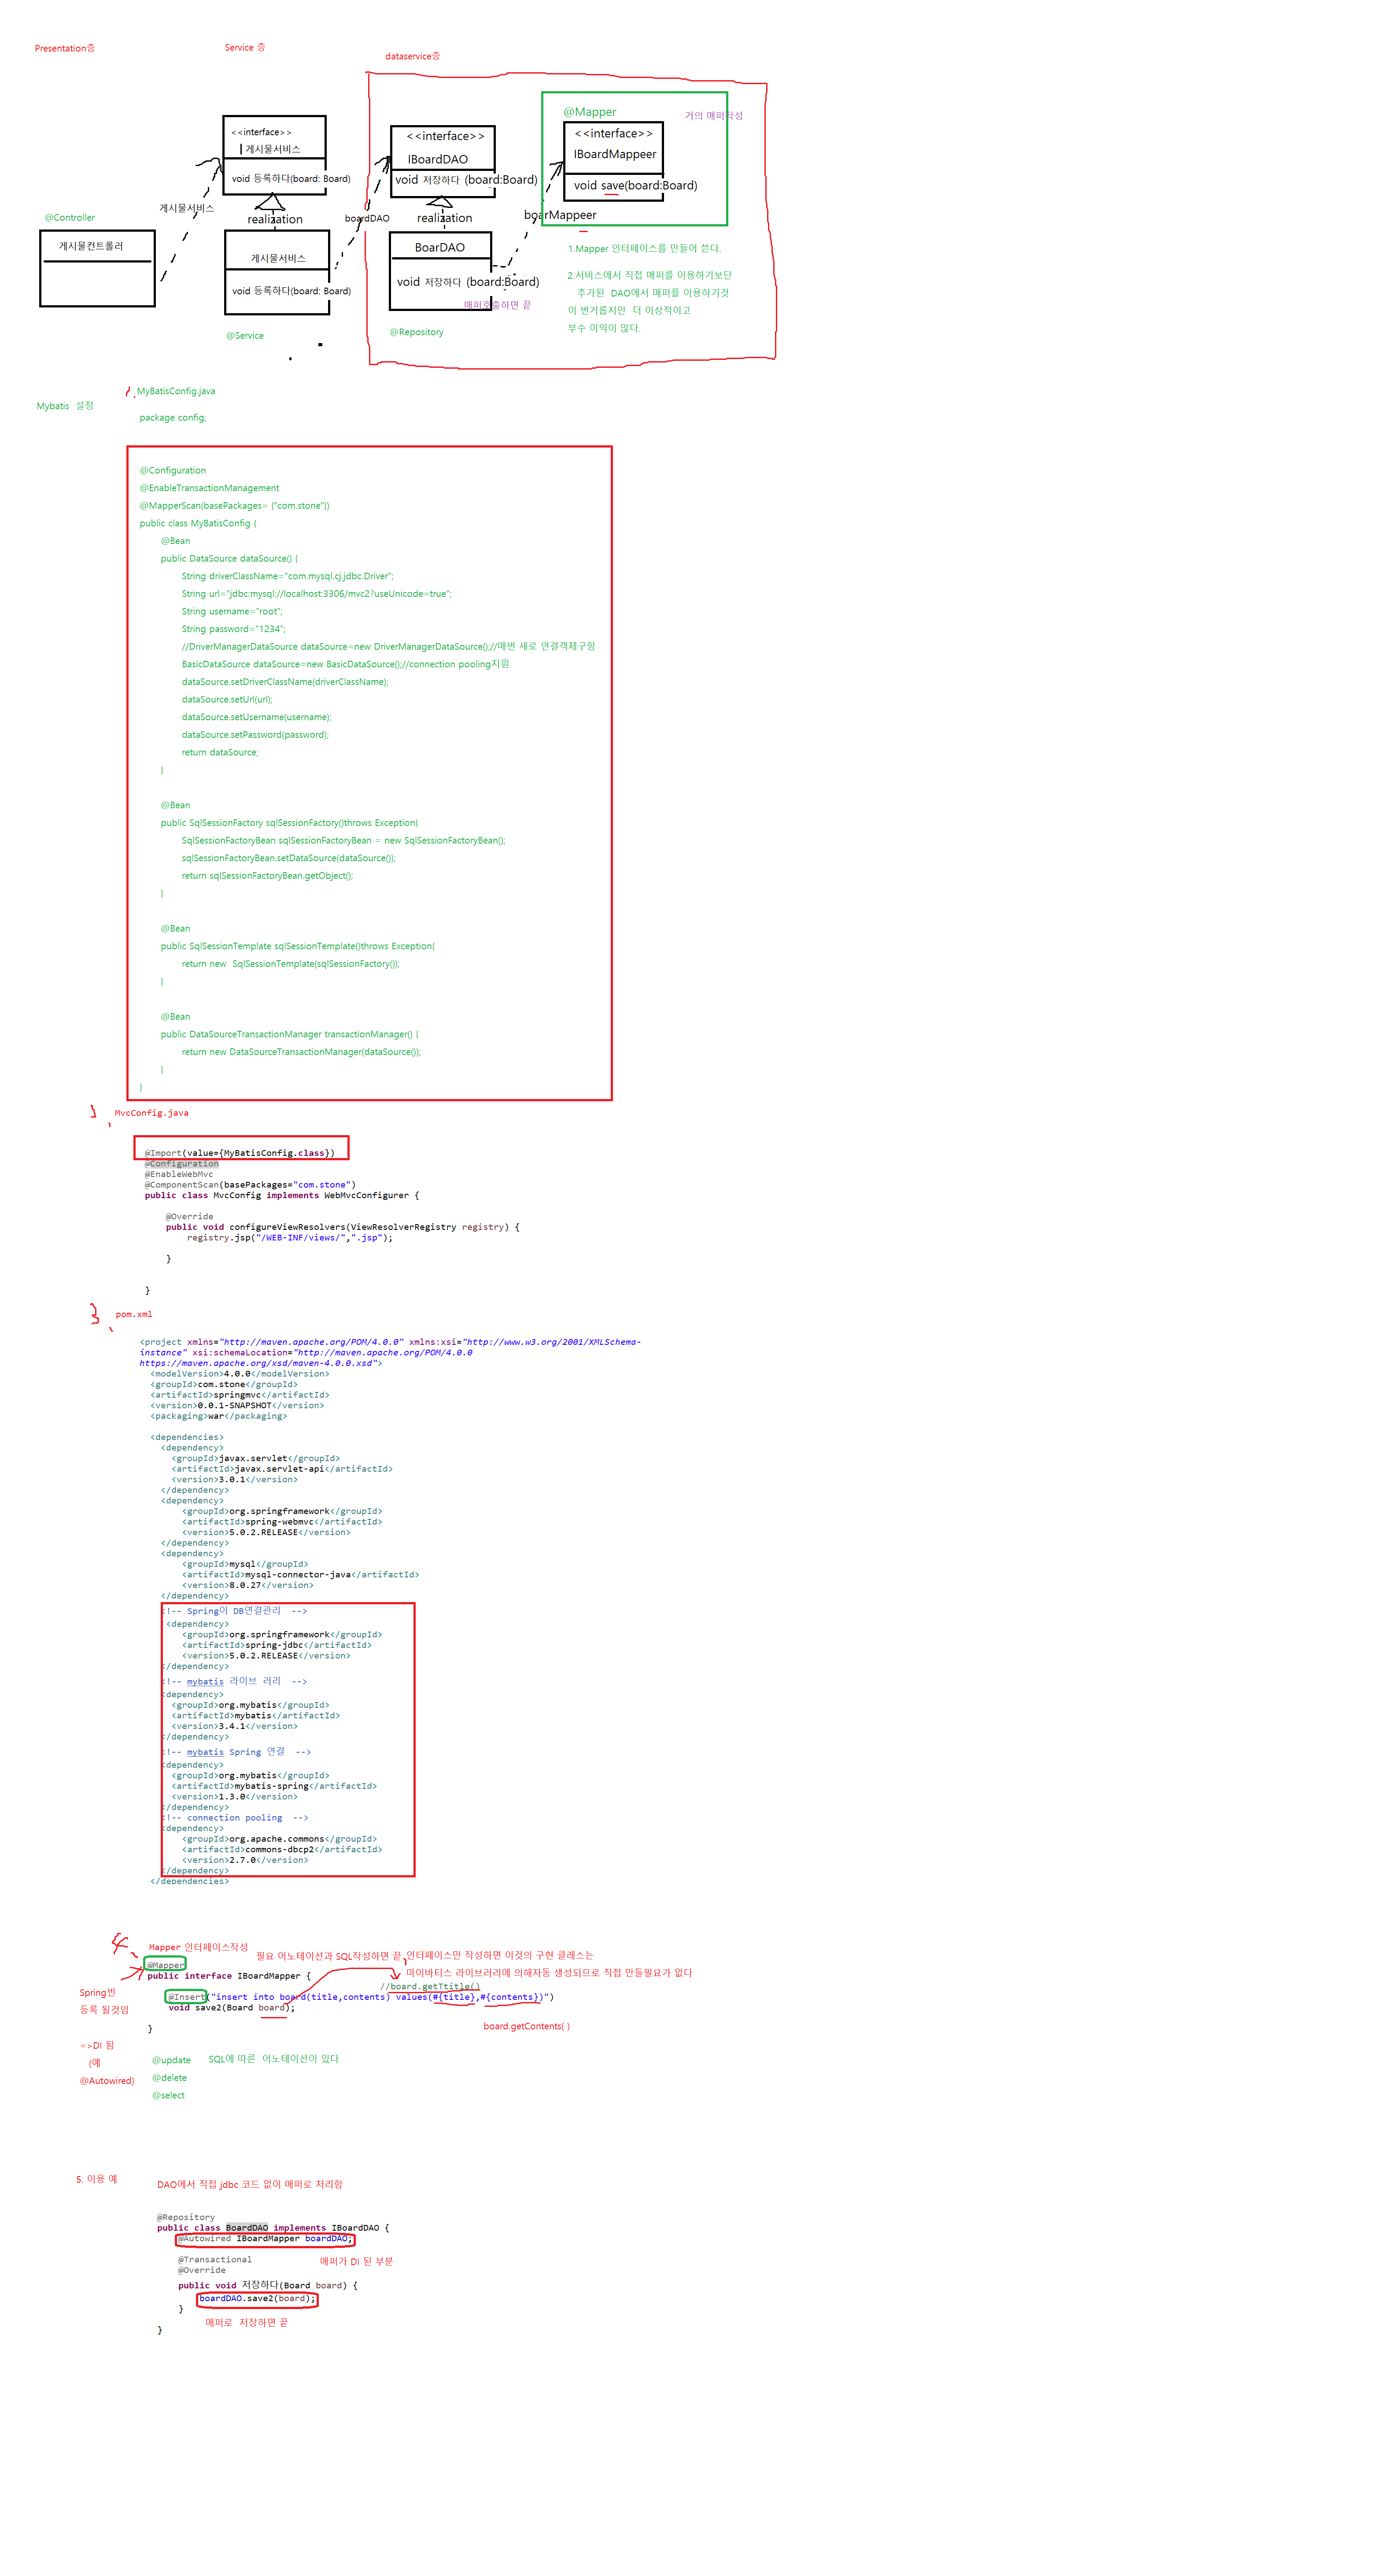 Presentation층
Service 층
dataservice층
<<interface>>
I 게시물서비스
void 등록하다(board: Board)
<<interface>>
IBoardDAO
void 저장하다 (board:Board)
@Mapper
거의 매퍼작성
<<interface>>
IBoardMappeer
void save(board:Board)
게시물서비스
realization
boardDAO
realization
boarMappeer
@Controller
게시물컨트롤러
게시물서비스
void 등록하다(board: Board)
@Service
BoarDAO
void 저장하다 (board:Board)
매퍼호출하면 끝
@Repository
1.Mapper 인터페이스를 만들어 쓴다.
2.서비스에서 직접 매퍼를 이용하기보단
추가된  DAO에서 매퍼를 이용하기것
이 번거롭지만  더 이상적이고
부수 이익이 많다.
Mybatis  설정
1. MyBatisConfig.java
package config;
@Configuration
@EnableTransactionManagement
@MapperScan(basePackages= {"com.stone"})
public class MyBatisConfig {
@Bean
public DataSource dataSource() {
String driverClassName="com.mysql.cj.jdbc.Driver";
String url="jdbc:mysql://localhost:3306/mvc2?useUnicode=true";
String username="root";
String password="1234";
//DriverManagerDataSource dataSource=new DriverManagerDataSource();//매번 새로 연결객체구함
BasicDataSource dataSource=new BasicDataSource();//connection pooling지원
dataSource.setDriverClassName(driverClassName);
dataSource.setUrl(url);
dataSource.setUsername(username);
dataSource.setPassword(password);
return dataSource;
}
@Bean
public SqlSessionFactory sqlSessionFactory()throws Exception{
SqlSessionFactoryBean sqlSessionFactoryBean = new SqlSessionFactoryBean();
sqlSessionFactoryBean.setDataSource(dataSource());
return sqlSessionFactoryBean.getObject();
}
@Bean
public SqlSessionTemplate sqlSessionTemplate()throws Exception{
return new  SqlSessionTemplate(sqlSessionFactory());
}
@Bean
public DataSourceTransactionManager transactionManager() {
return new DataSourceTransactionManager(dataSource());
}
}
MvcConfig.java
@Import(value={MyBatisConfig.class})
@Configuration
@EnableWebMvc
@ComponentScan(basePackages="com.stone")
public class MvcConfig implements WebMvcConfigurer {
@Override
public void configureViewResolvers(ViewResolverRegistry registry) {
registry.jsp("/WEB-INF/views/",".jsp");
}
}
3. pom.xml
<project xmlns="http://maven.apache.org/POM/4.0.0" xmlns:xsi="http://www.w3.org/2001/XMLSchema-
instance" xsi:schemaLocation="http://maven.apache.org/POM/4.0.0
https://maven.apache.org/xsd/maven-4.0.0.xsd">
<modelVersion>4.0.0</modelVersion>
<groupId>com.stone</groupId>
<artifactId>springmvc</artifactId>
<version>0.0.1-SNAPSHOT</version>
<packaging>war</packaging>
<dependencies>
<dependency>
<groupId>javax.servlet</groupId>
<artifactId>javax.servlet-api</artifactId>
<version>3.0.1</version>
</dependency>
<dependency>
<groupId>org.springframework</groupId>
<artifactId>spring-webmvc</artifactId>
<version>5.0.2.RELEASE</version>
</dependency>
<dependency>
<groupId>mysql</groupId>
<artifactId>mysql-connector-java</artifactId>
<version>8.0.27</version>
</dependency>
<!-- Spring이 DB연결관리  -->
<dependency>
<groupId>org.springframework</groupId>
<artifactId>spring-jdbc</artifactId>
<version>5.0.2.RELEASE</version>
</dependency>
<!-- mybatis 라이브 러리  -->
<dependency>
<groupId>org.mybatis</groupId>
<artifactId>mybatis</artifactId>
<version>3.4.1</version>
</dependency>
<!-- mybatis Spring 연결  -->
<dependency>
<groupId>org.mybatis</groupId>
<artifactId>mybatis-spring</artifactId>
<version>1.3.0</version>
</dependency>
<!-- connection pooling  -->
<dependency>
<groupId>org.apache.commons</groupId>
<artifactId>commons-dbcp2</artifactId>
<version>2.7.0</version>
</dependency>
</dependencies>
4. Mapper 인터페이스작성
필요 어노테이션과 SQL작성하면 끝, 인터페이스만 작성하면 이것의 구현 클래스는
마이바티스 라이브러리에 의해자동 생성되므로 직접 만들필요가 없다
@Mapper
public interface IBoardMapper {
//board.getTtitle()
@Insert("insert into board(title,contents) values(#{title},#{contents})")
void save2(Board board);
board.getContents( )
}
Spring빈
등록 될것임
=>DI 됨
(예
@Autowired)
@update
SQL에 따른  어노테이션이 있다
@delete
@select
5. 이용 예
DAO에서 직접 jdbc 코드 없이 매퍼로 처리함
@Repository
public class BoardDAO implements IBoardDAO {
@Autowired IBoardMapper boardDAO;
매퍼가 DI 된 부분
@Transactional
@Override
public void 저장하다(Board board) {
boardDAO.save2(board);
}
매퍼로  저장하면 끝
}